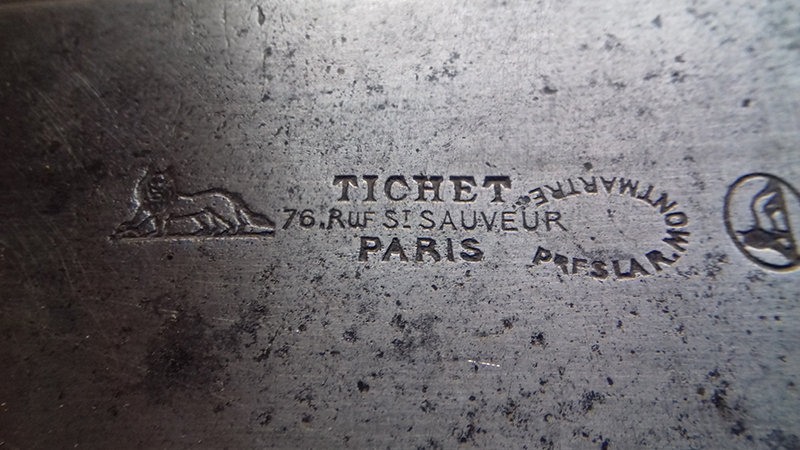 TICHET
76.RUE ST SAUVEUR
PARIS
PRES LA R.MONTMARTRE